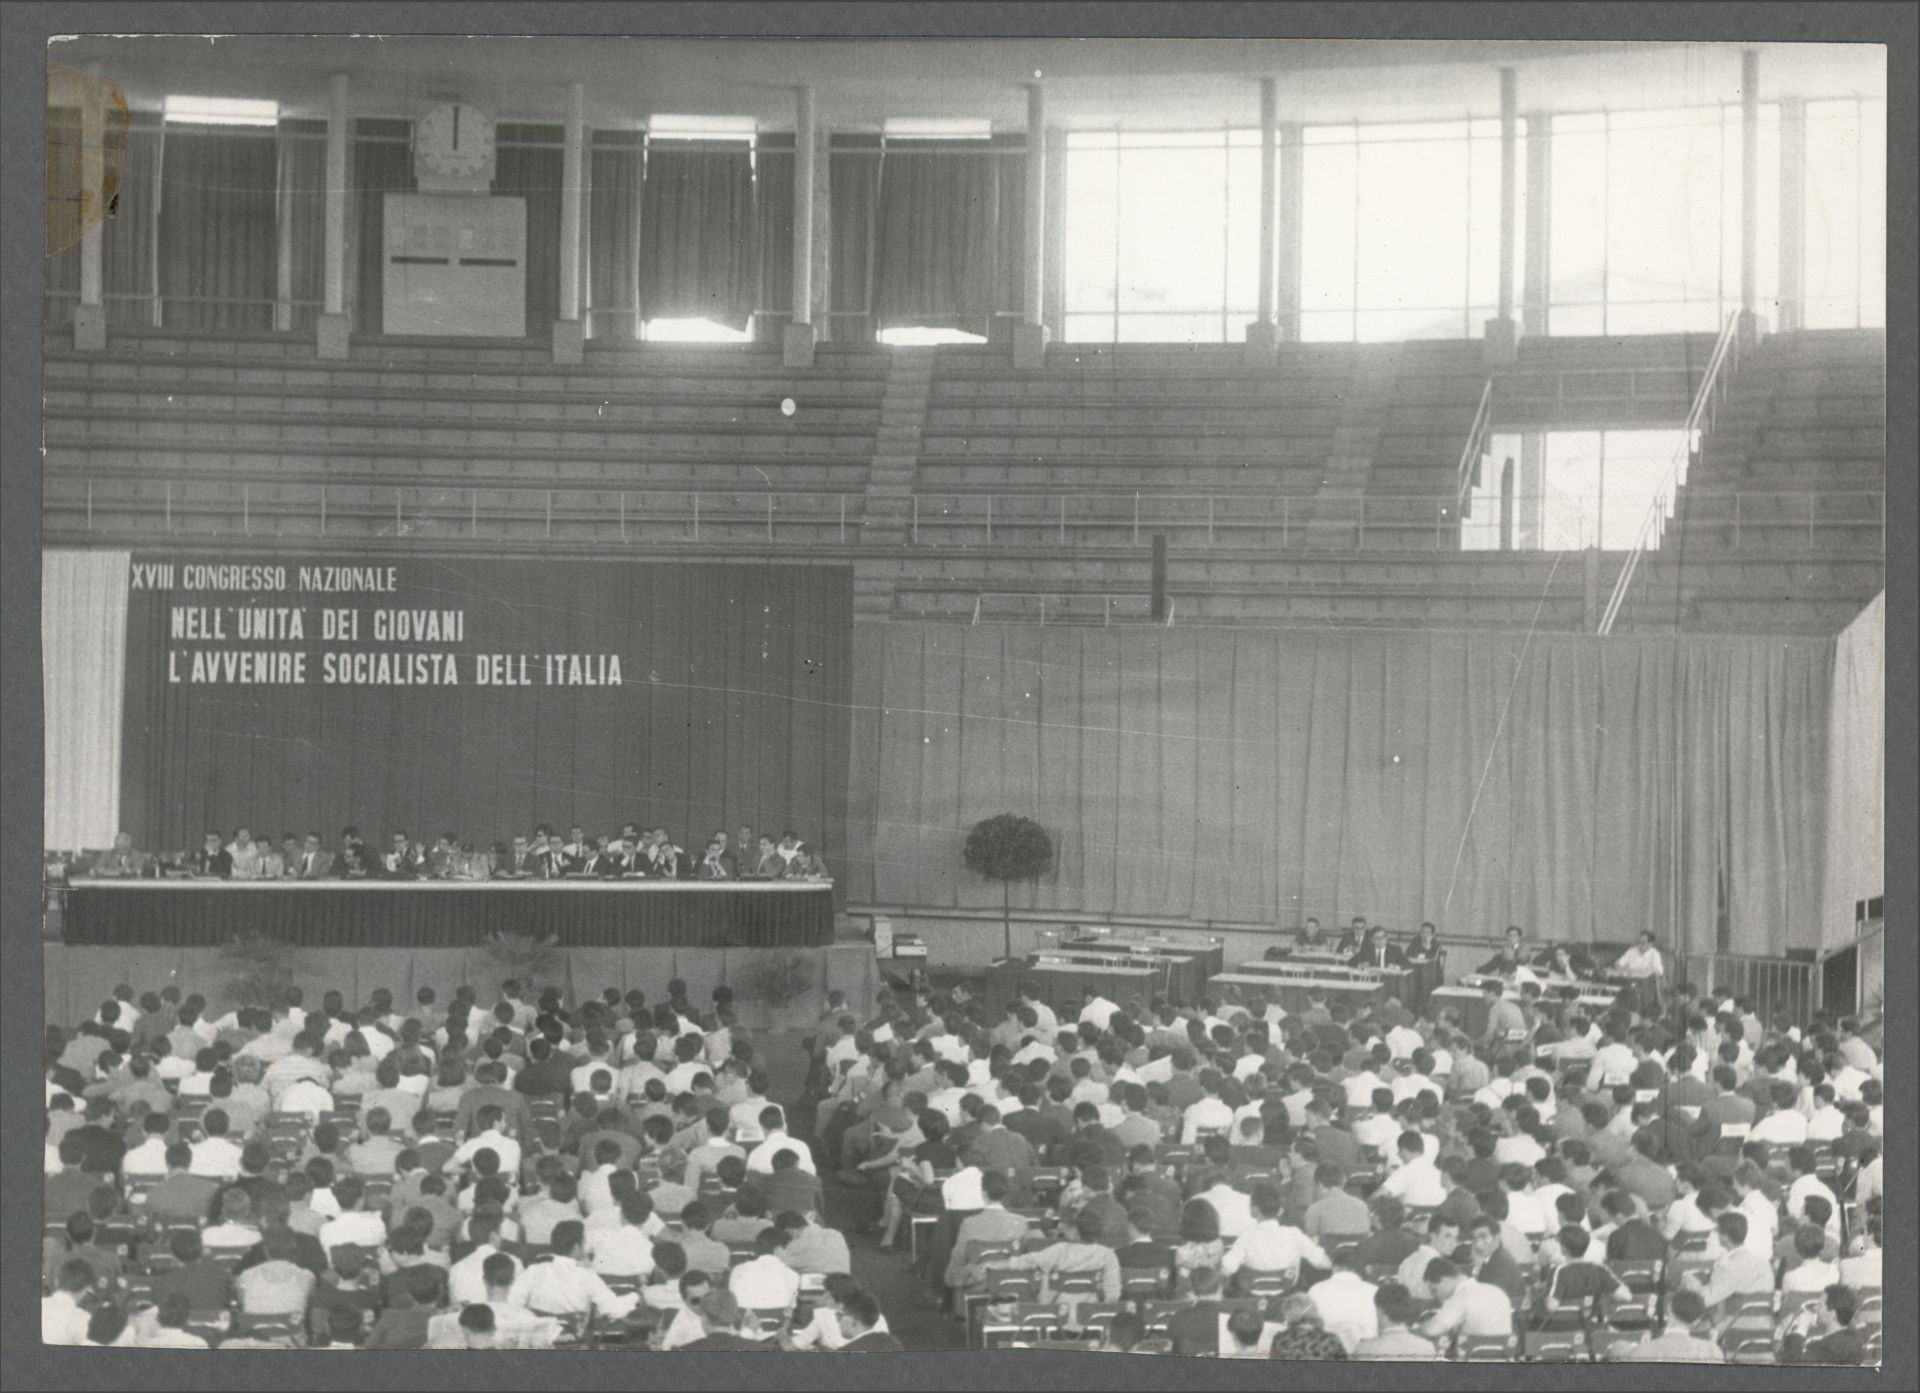 XVIII CONGRESSO NAZIONALE
NELL'UNITA' DEI GIOVANI
L'AVVENIRE SOCIALISTA DELL'ITALIA